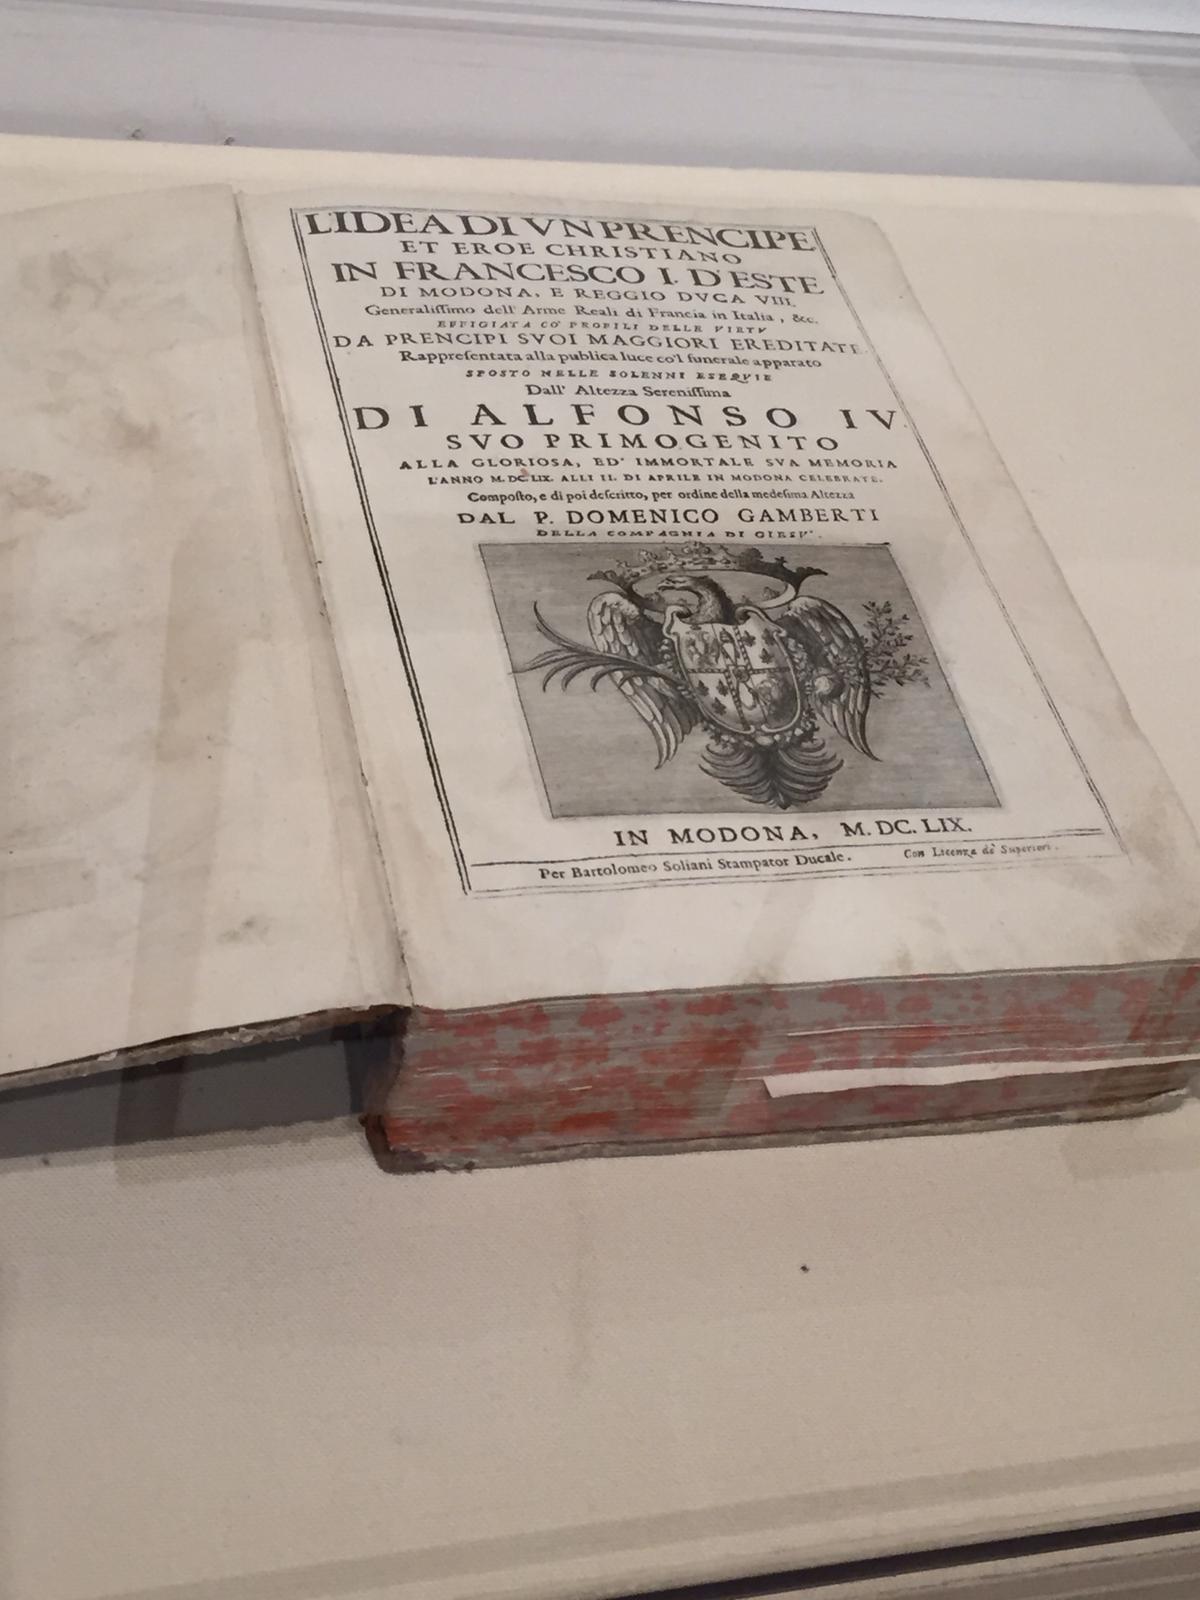 L'IDEA DI VN PRENCIPE
ET EROE CHRISTIANO
IN FRANCESCO I. D'ESTE
DI MODONA, E REGGIO DVCA VIII.
Generalissimo dell' Arme Reali di Francia in Italia, &c.
EFFIGIATA CO' PROFILI DELLE VIRTV
DA PRENCIPI SVOI MAGGIORI EREDITATE.
Rappresentata alla publica luce co'l funerale apparato
SPOSTO NELLE SOLENNI ESEQVIE
Dall' Altezza Serenissima
DI ALFONSO IV.
SVO PRIMOGENITO
ALLA GLORIOSA, ED' IMMORTALE SVA MEMORIA
L'ANNO M.DC.LIX. ALLI II. DI APRILE IN MODONA CELEBRATE.
Composto, e di poi descritto, per ordine della medesima Altezza
DAL P. DOMENICO GAMBERTI
DELLA COMPAGNIA DI GIESV'.
IN MODONA, M.DC.LIX.
Per Bartolomeo Soliani Stampator Ducale. Con Licenza de' Superiori.